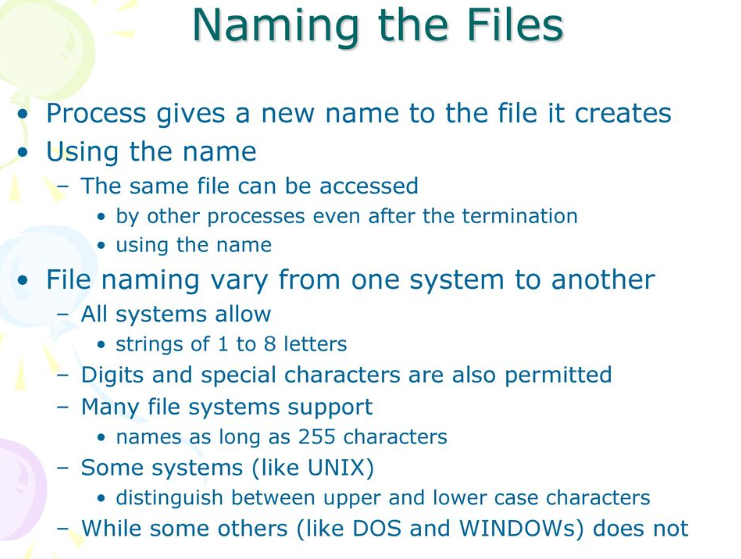 Naming the Files
• Process gives a new name to the file it creates
• Using the name
– The same file can be accessed
• by other processes even after the termination
• using the name
• File naming vary from one system to another
– All systems allow
• strings of 1 to 8 letters
– Digits and special characters are also permitted
– Many file systems support
• names as long as 255 characters
– Some systems (like UNIX)
• distinguish between upper and lower case characters
– While some others (like DOS and WINDOWs) does not